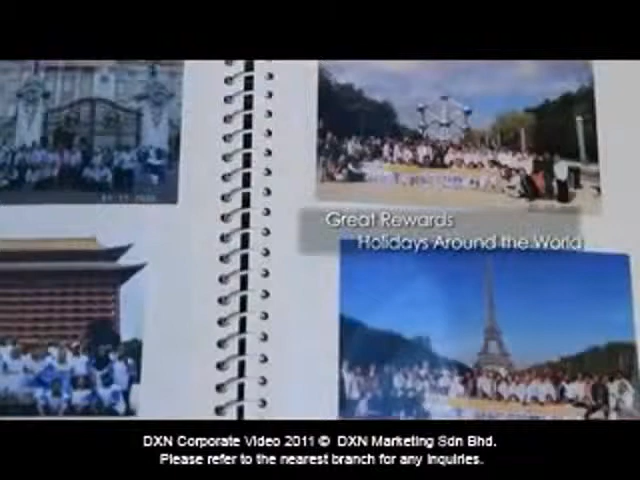 Great Rewards
Holidays Around the World
DXN Corporate Video 2011 © DXN Marketing Sdn Bhd.
Please refer to the nearest branch for any inquiries.